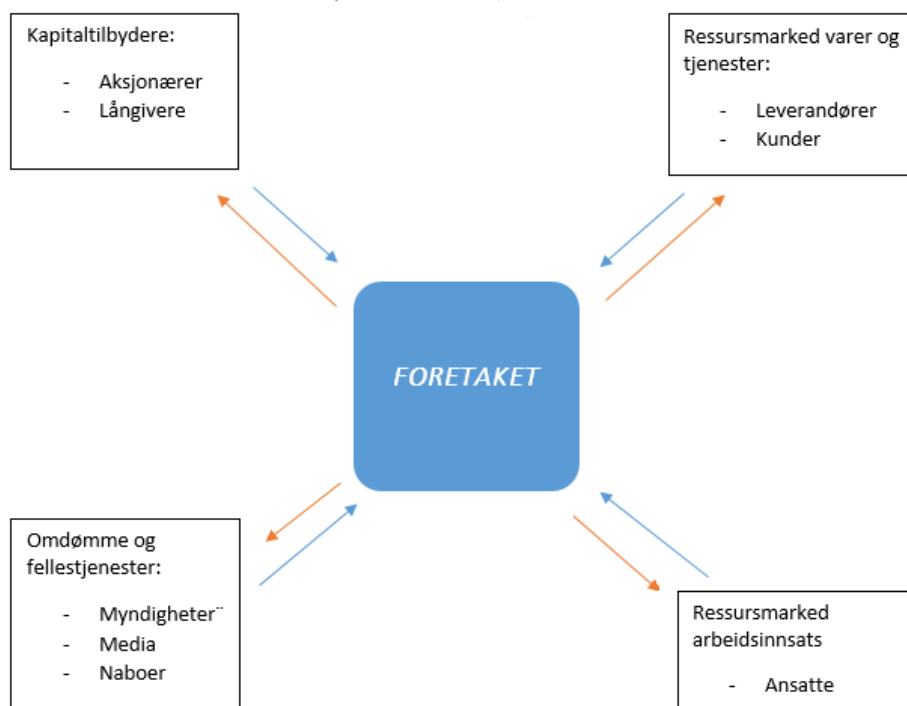 Kapitaltilbydere:
- Aksjonærer
- Långivere
Ressursmarked varer og
tjenester:
- Leverandører
- Kunder
FORETAKET
Omdømme og
fellestjenester:
- Myndigheter¨
- Media
- Naboer
Ressursmarked
arbeidsinnsats
- Ansatte